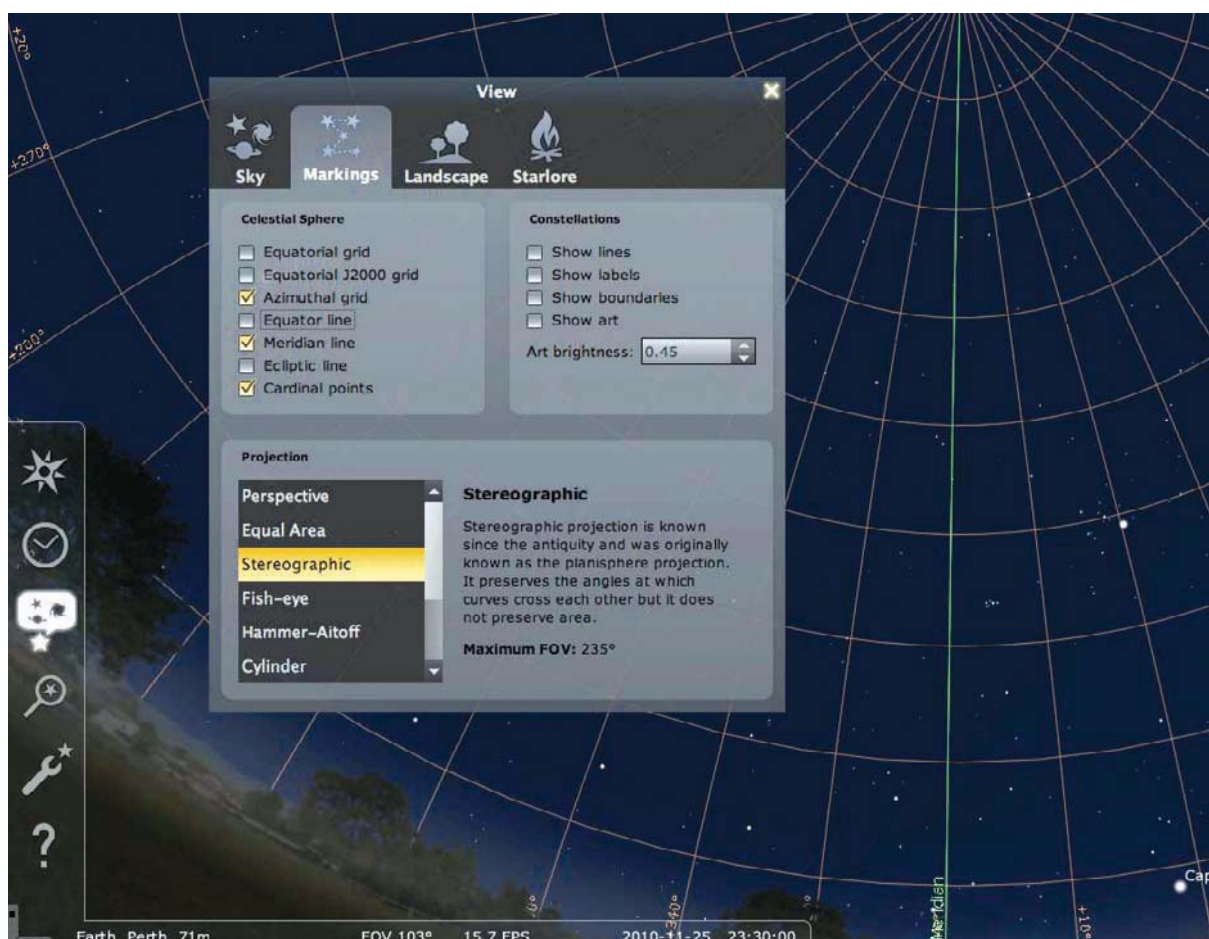 +20°
View
Sky Markings Landscape Starlore
+270°
Celestial Sphere
Equatorial grid
Equatorial J2000 grid
Azimuthal grid
Equator line
Meridian line
Ecliptic line
Cardinal points
Constellations
Show lines
Show labels
Show boundaries
Show art
Art brightness: 0.45
+200°
Projection
Perspective
Equal Area
Stereographic
Fish-eye
Hammer-Aitoff
Cylinder
Stereographic
Stereographic projection is known
since the antiquity and was originally
known as the planisphere projection.
It preserves the angles at which
curves cross each other but it does
not preserve area.
Maximum FOV: 235°
?
Cap
Meridian
+10°
Earth, Perth, 71m FOV 103° 15.7 FPS 2010-11-25 23:30:00